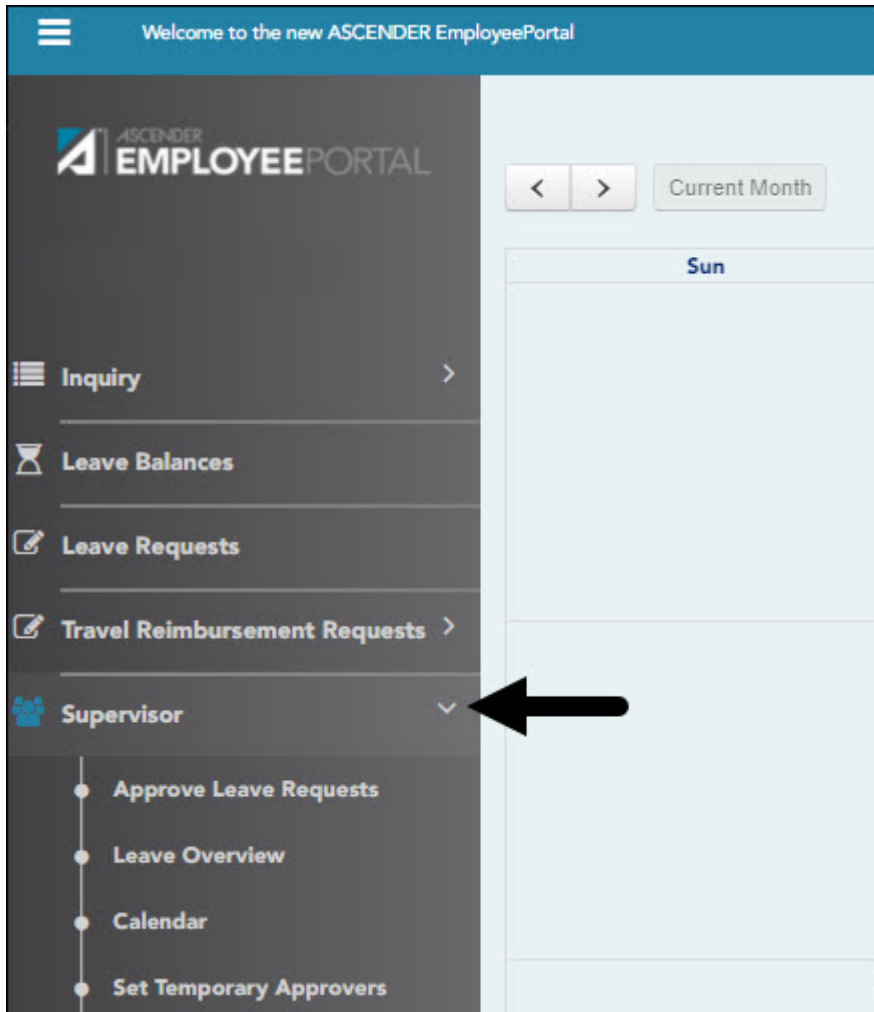 Welcome to the new ASCENDER EmployeePortal
ASCENDER
EMPLOYEEPORTAL
< > Current Month
Sun
Inquiry
Leave Balances
Leave Requests
Travel Reimbursement Requests
Supervisor
Approve Leave Requests
Leave Overview
Calendar
Set Temporary Approvers